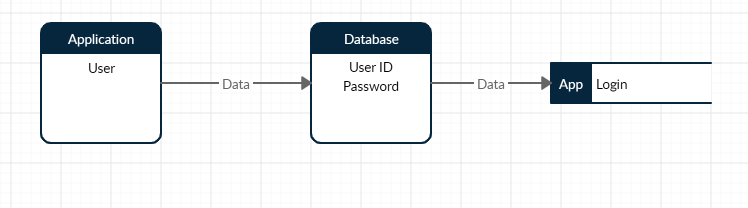 Application
User
Data
Database
User ID
Password
Data
App
Login